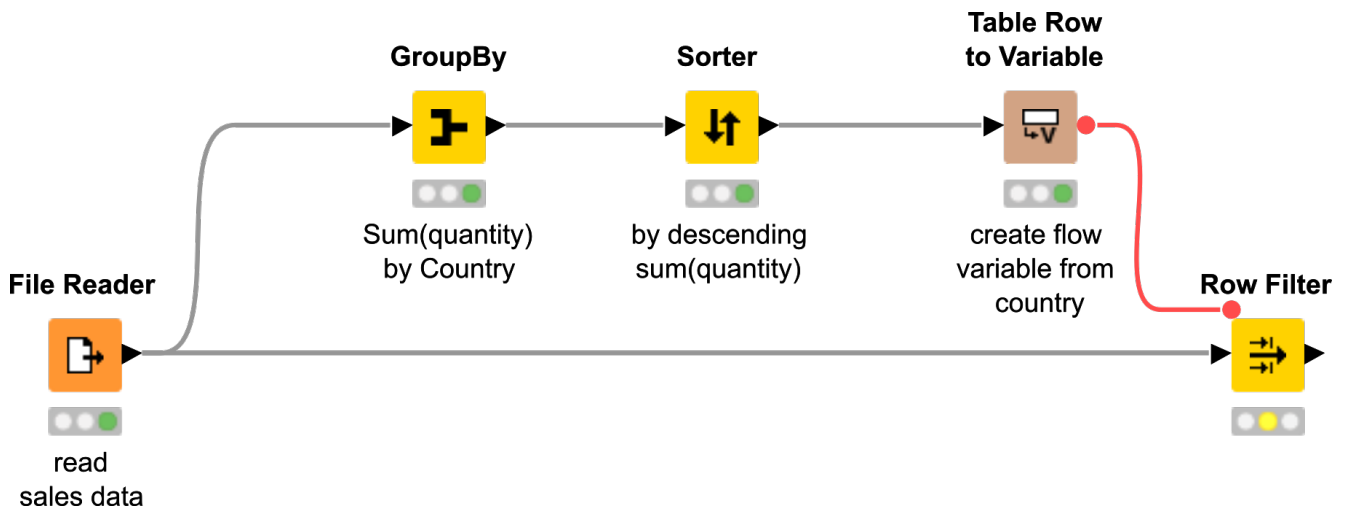 Table Row
to Variable
GroupBy
Sorter
V
Sum(quantity)
by Country
by descending
sum(quantity)
create flow
variable from
country
File Reader
Row Filter
read
sales data